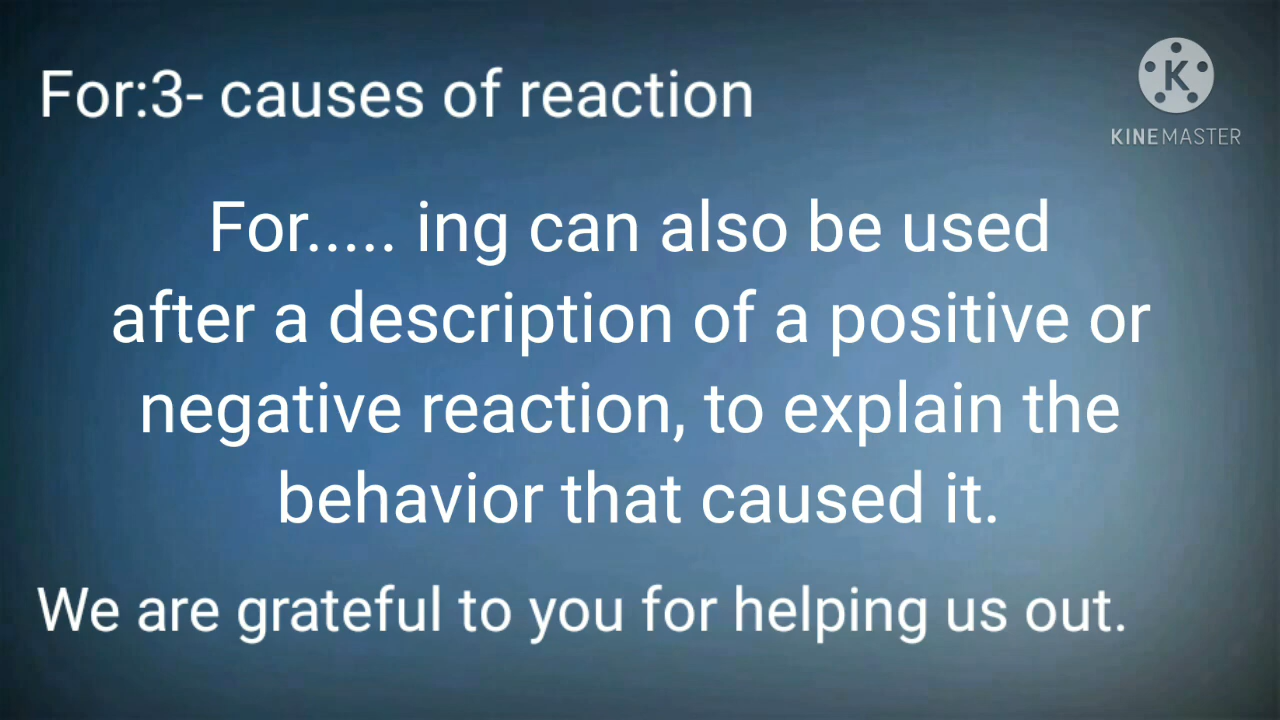 For:3- causes of reaction
K
KINEMASTER
For..... ing can also be used
after a description of a positive or
negative reaction, to explain the
behavior that caused it.
We are grateful to you for helping us out.